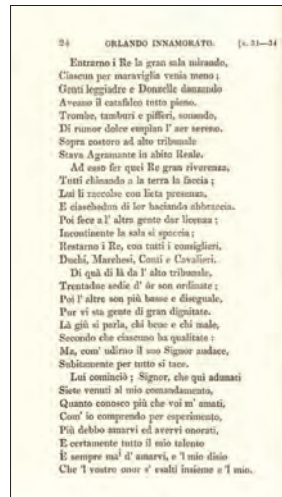 24 ORLANDO INNAMORATO. [s. 31—34
Entrarno i Re la gran sala mirando,
Ciascun per maraviglia venia meno;
Genti leggiadre e Donzelle danzando
Aveano il catafalco tutto pieno.
Trombe, tamburi e pifferi, sonando,
Di rumor dolce empian l' aer sereno.
Sopra costoro ad alto tribunale
Stava Agramante in abito Reale.
Ad esso fer quei Re gran riverenza,
Tutti chinando a la terra la faccia;
Lui li raccolse con lieta presenza,
E ciaschedun di lor baciando abbraccia.
Poi fece a l' altra gente dar licenza;
Incontinente la sala si spaccia;
Restarno i Re, con tutti i consiglieri,
Duchi, Marchesi, Conti e Cavalieri.
Di quà di là da l' alto tribunale,
Trentadue sedie d' ôr son ordinate;
Poi l' altre son più basse e diseguale,
Pur vi sta gente di gran dignitate.
Là giù si parla, chi bene e chi male,
Secondo che ciascuno ha qualitate:
Ma, com' udirno il suo Signor audace,
Subitamente per tutto si tace.
Lui cominciò; Signor, che qui adunati
Siete venuti al mio comandamento,
Quanto conosco più che voi m' amati,
Com' io comprendo per esperimento,
Più debbo amarvi ed avervi onorati,
E certamente tutto il mio talento
È sempre mai d' amarvi, e 'l mio disio
Che 'l vostro onor s' esalti insieme e 'l mio.